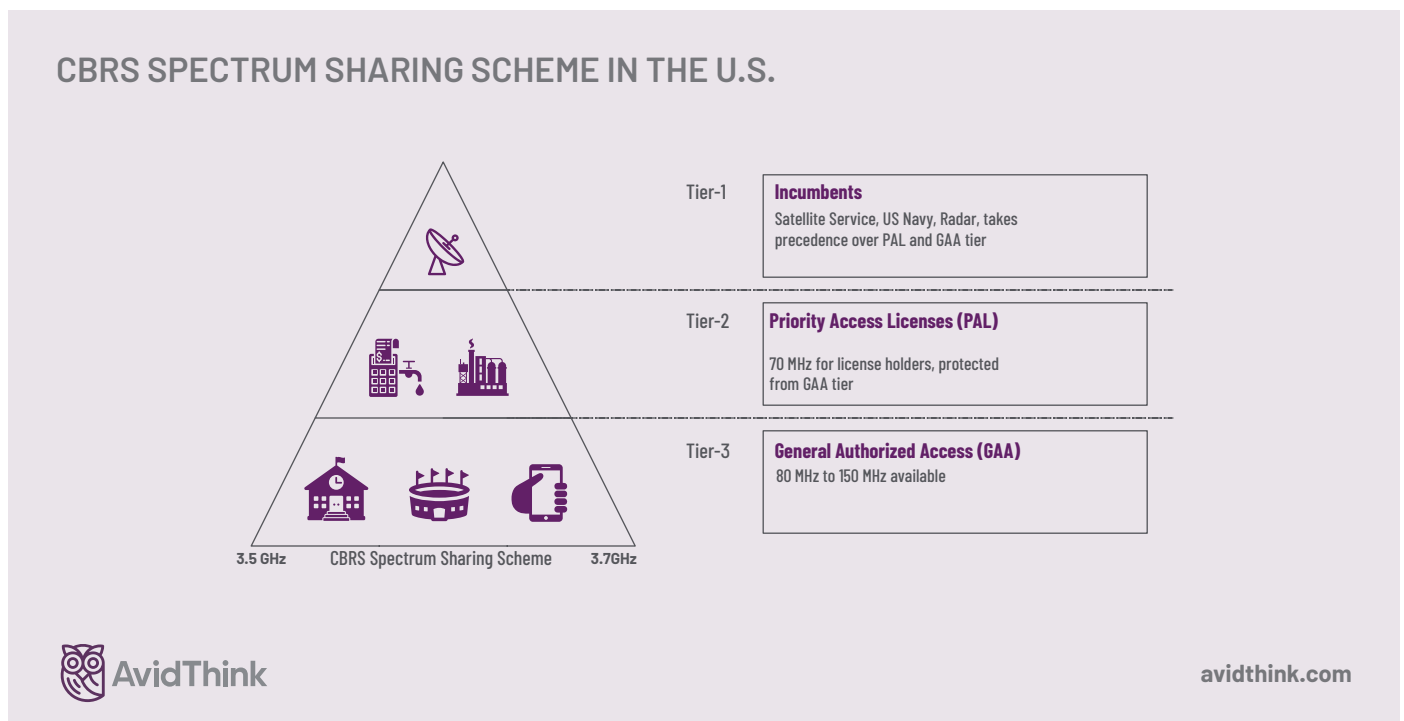 CBRS SPECTRUM SHARING SCHEME IN THE U.S.
Tier-1
Incumbents
Satellite Service, US Navy, Radar, takes
precedence over PAL and GAA tier
Tier-2
Priority Access Licenses (PAL)
70 MHz for license holders, protected
from GAA tier
$
Tier-3
General Authorized Access (GAA)
80 MHz to 150 MHz available
3.5 GHz
CBRS Spectrum Sharing Scheme
3.7GHz
AvidThink
avidthink.com